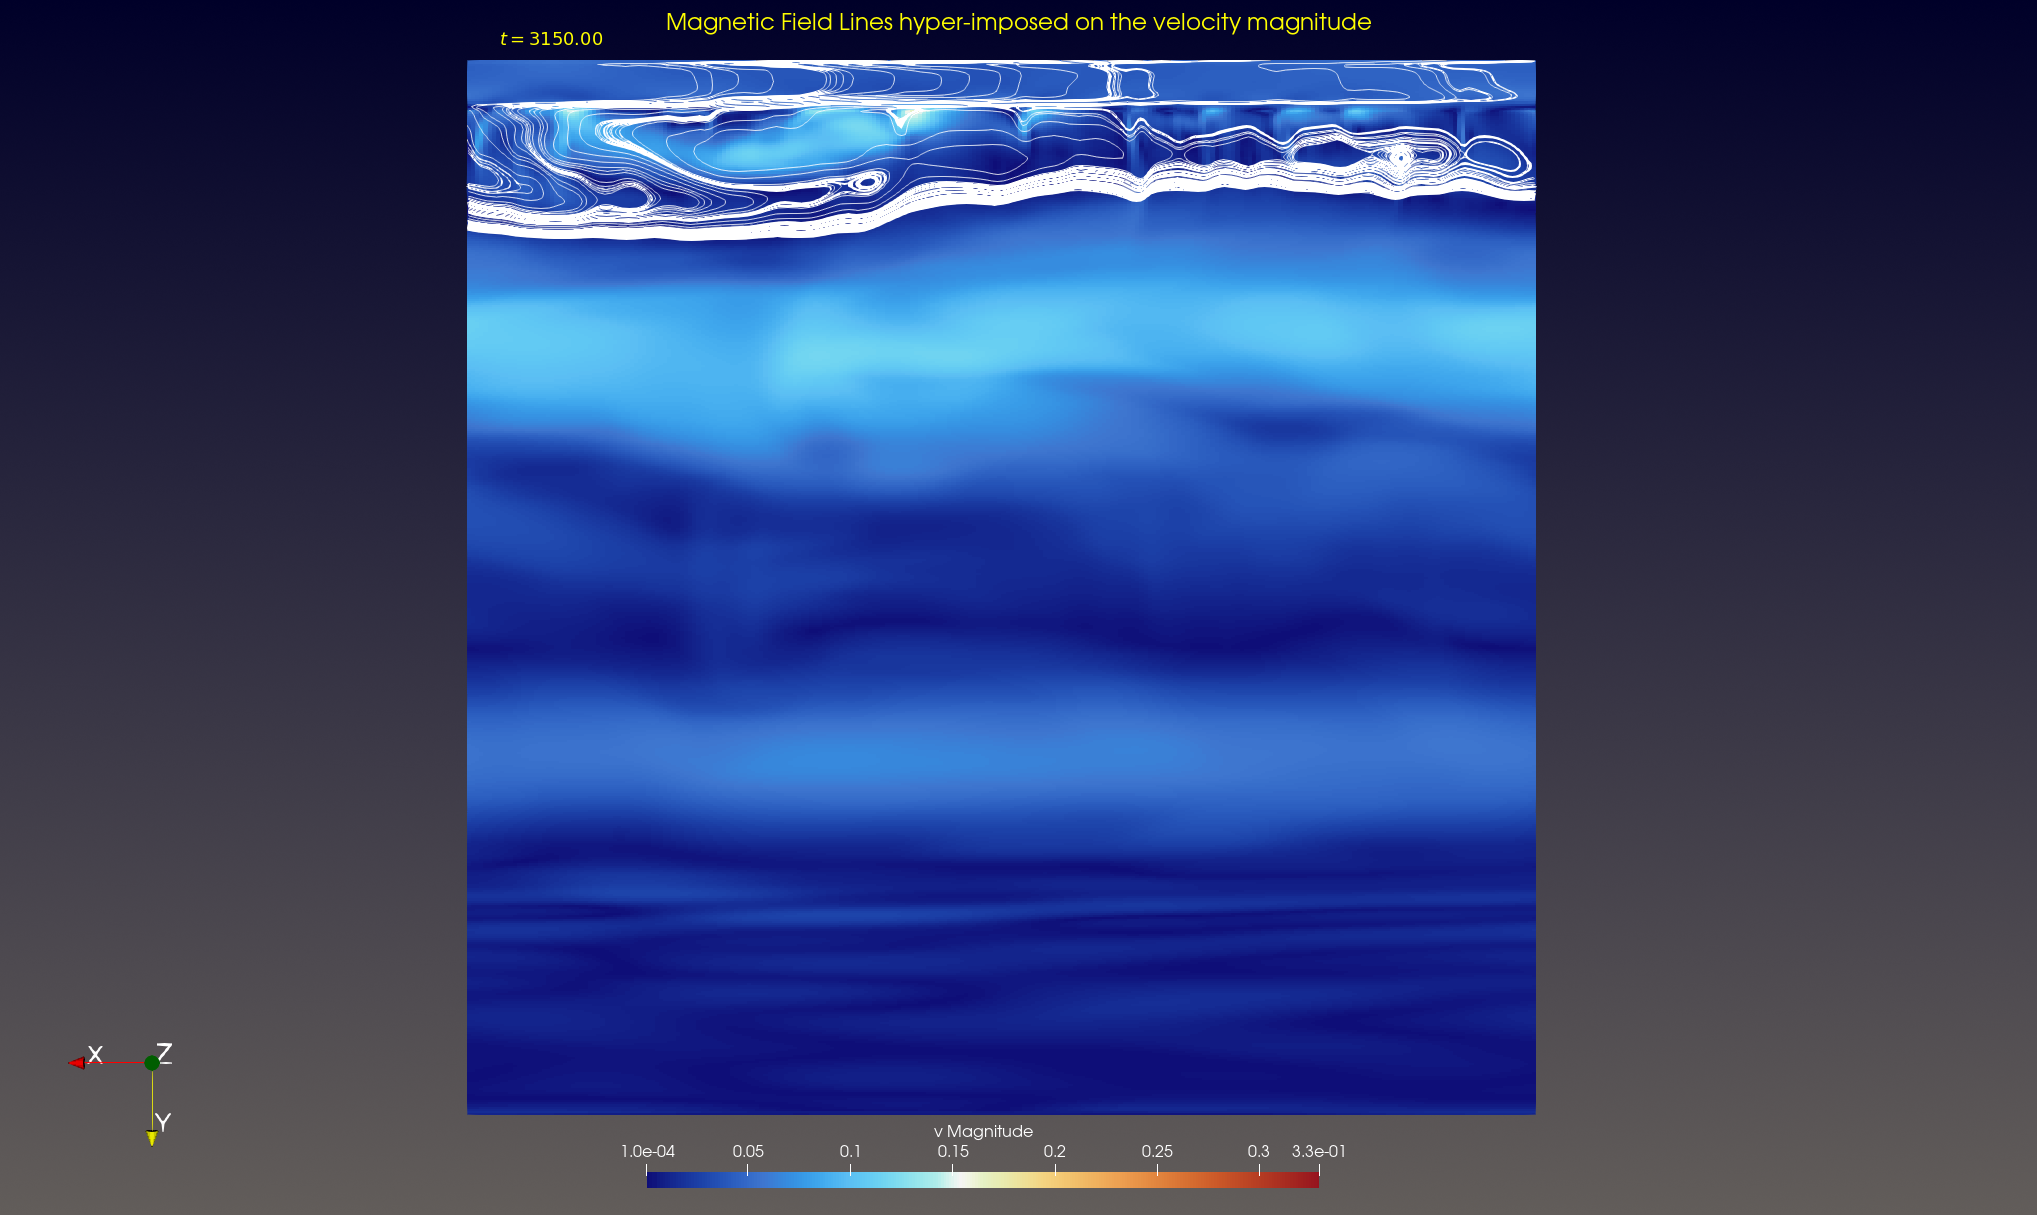 Magnetic Field Lines hyper-imposed on the velocity magnitude
t = 3150.00
X Z
Y
v Magnitude
1.0e-04 0.05 0.1 0.15 0.2 0.25 0.3 3.3e-01